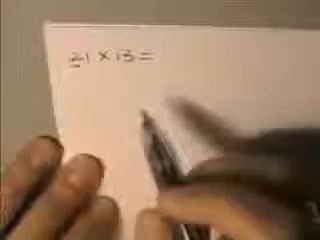 21 × 13 =